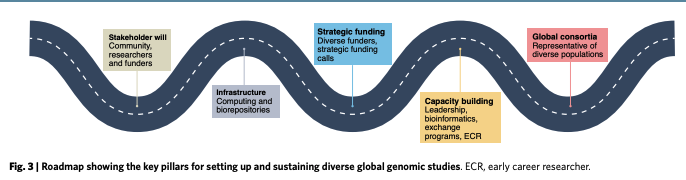 Stakeholder will
Community,
researchers
and funders
Infrastructure
Computing and
biorepositories
Strategic funding
Diverse funders,
strategic funding
calls
Capacity building
Leadership,
bioinformatics,
exchange
programs, ECR
Global consortia
Representative of
diverse populations
Fig. 3 | Roadmap showing the key pillars for setting up and sustaining diverse global genomic studies. ECR, early career researcher.